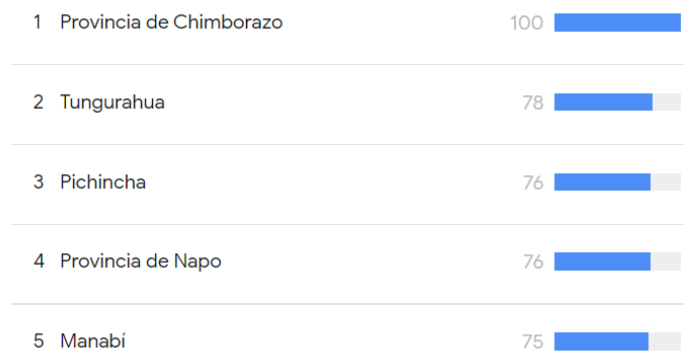 1 Provincia de Chimborazo 100
2 Tungurahua 78
3 Pichincha 76
4 Provincia de Napo 76
5 Manabí 75